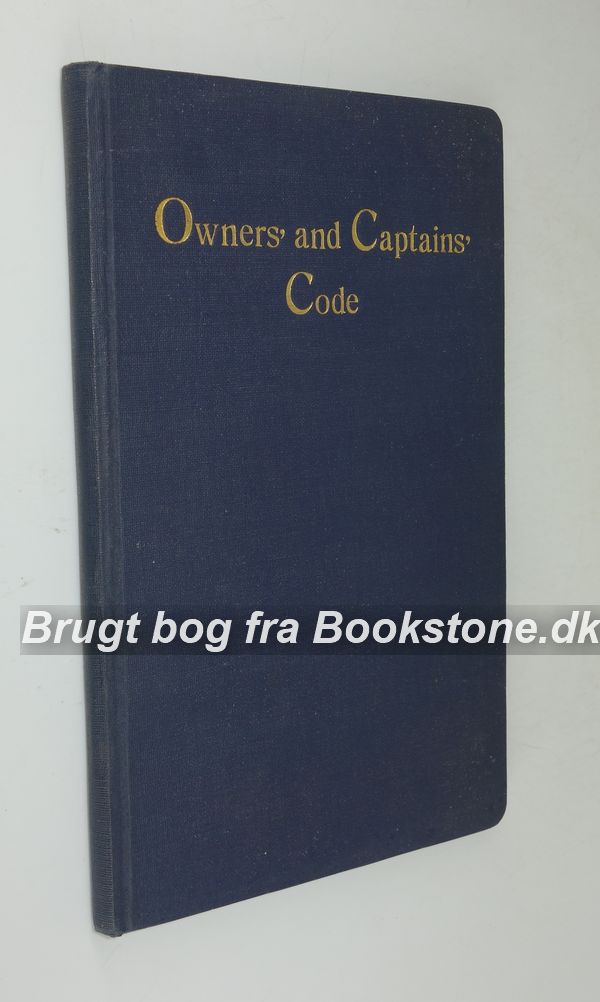 Owners' and Captains'
Code
Brugt bog fra Bookstone.dk